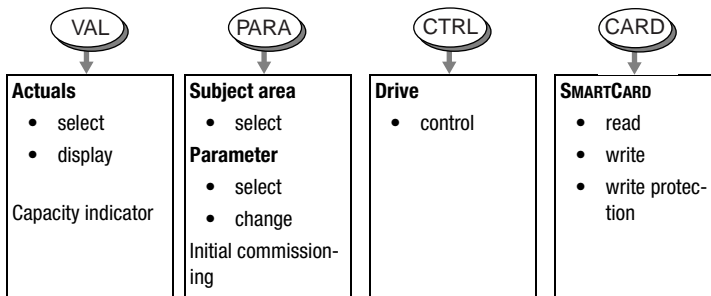 VAL
PARA
CTRL
CARD
Actuals
• select
• display
Capacity indicator
Subject area
• select
Parameter
• select
• change
Initial commission-
ing
Drive
• control
SMARTCARD
• read
• write
• write protec-
tion